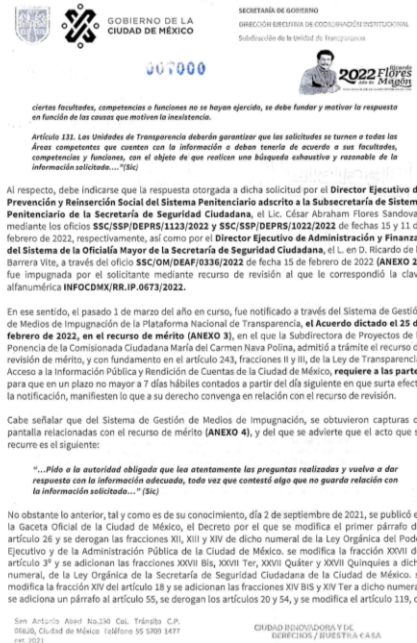 GOBIERNO DE LA
CIUDAD DE MÉXICO
SECRETARÍA DE GOBIERNO
DIRECCIÓN EJECUTIVA DE COORDINACIÓN INSTITUCIONAL
Subdirección de la Unidad de Transparencia
2022 Ricardo Flores Magón
ciertas facultades, competencias o funciones no se hayan ejercido, se debe fundar y motivar la respuesta
en función de las causas que motiven la inexistencia.
Artículo 131. Las Unidades de Transparencia deberán garantizar que las solicitudes se turnen a todas las
Áreas competentes que cuenten con la información o deban tenerla de acuerdo a sus facultades,
competencias y funciones, con el objeto de que realicen una búsqueda exhaustiva y razonable de la
información solicitada...."(Sic)
Al respecto, debe indicarse que la respuesta otorgada a dicha solicitud por el Director Ejecutivo d
Prevención y Reinserción Social del Sistema Penitenciario adscrito a la Subsecretaría de Sistem
Penitenciario de la Secretaría de Seguridad Ciudadana, el Lic. César Abraham Flores Sandova
mediante los oficios SSC/SSP/DEPRS/1123/2022 y SSC/SSP/DEPRS/1022/2022 de fechas 15 y 11 d
febrero de 2022, respectivamente, así como por el Director Ejecutivo de Administración y Finanza
del Sistema de la Oficialía Mayor de la Secretaría de Seguridad Ciudadana, el L. en D. Ricardo de l
Barrera Vite, a través del oficio SSC/OM/DEAF/0336/2022 de fecha 15 de febrero de 2022 (ANEXO 2
fue impugnada por el solicitante mediante recurso de revisión al que le correspondió la clav
alfanumérica INFOCDMX/RR.IP.0673/2022.
En ese sentido, el pasado 1 de marzo del año en curso, fue notificado a través del Sistema de Gestió
de Medios de Impugnación de la Plataforma Nacional de Transparencia, el Acuerdo dictado el 25 d
febrero de 2022, en el recurso de mérito (ANEXO 3), en el que la Subdirectora de Proyectos de l
Ponencia de la Comisionada Ciudadana María del Carmen Nava Polina, admitió a trámite el recurso d
revisión de mérito, y con fundamento en el artículo 243, fracciones II y III, de la Ley de Transparencia
Acceso a la Información Pública y Rendición de Cuentas de la Ciudad de México, requiere a las parte
para que en un plazo no mayor a 7 días hábiles contados a partir del día siguiente en que surta efect
la notificación, manifiesten lo que a su derecho convenga en relación con el recurso de revisión.
Cabe señalar que del Sistema de Gestión de Medios de Impugnación, se obtuvieron capturas d
pantalla relacionadas con el recurso de mérito (ANEXO 4), y del que se advierte que el acto que s
recurre es el siguiente:
"...Pido a la autoridad obligada que lea atentamente las preguntas realizadas y vuelva a dar
respuesta con la información adecuada, toda vez que contestó algo que no guarda relación con
la información solicitada..." (Sic)
No obstante lo anterior, tal y como es de su conocimiento, día 2 de septiembre de 2021, se publicó e
la Gaceta Oficial de la Ciudad de México, el Decreto por el que se modifica el primer párrafo de
artículo 26 y se derogan las fracciones XII, XIII y XIV de dicho numeral de la Ley Orgánica del Pode
Ejecutivo y de la Administración Pública de la Ciudad de México. se modifica la fracción XXVII d
artículo 3º y se adicionan las fracciones XXVII Bis, XXVII Ter, XXVII Quáter y XXVII Quinquies a dich
numeral, de la Ley Orgánica de la Secretaría de Seguridad Ciudadana de la Ciudad de México. s
modifica la fracción XIV del artículo 18 y se adicionan las fracciones XIV BIS y XIV Ter a dicho numera
se adiciona un párrafo al artículo 55, se derogan los artículos 20 y 54, y se modifica el artículo 119, d
San Antonio Abad No.130 Col. Tránsito C.P.
06820, Ciudad de México Teléfono 55 5709 1477
ext. 2021
CIUDAD INNOVADORA Y DE
DERECHOS / NUESTRA CASA